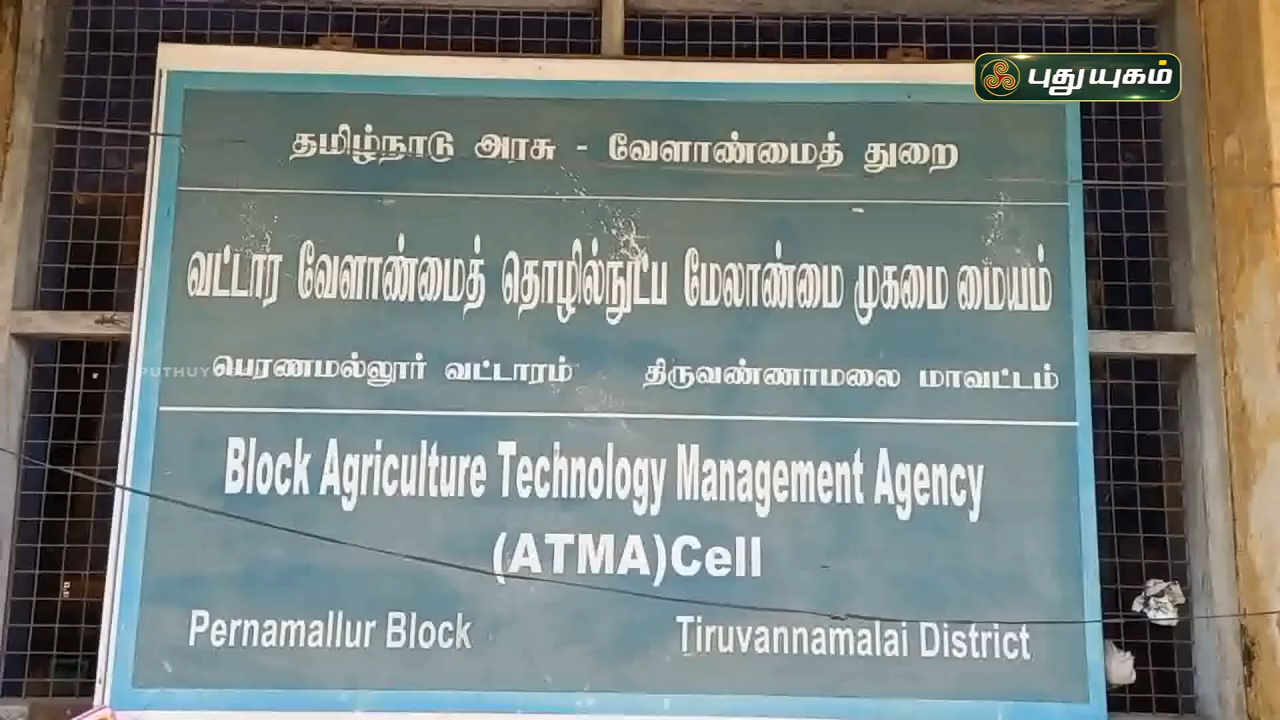 புதுயுகம்
தமிழ்நாடு அரசு - வேளாண்மைத் துறை
வட்டார வேளாண்மைத் தொழில்நுட்ப மேலாண்மை முகமை மையம்
பெரணமல்லூர் வட்டாரம் திருவண்ணாமலை மாவட்டம்
Block Agriculture Technology Management Agency
(ATMA)Cell
Pernamallur Block Tiruvannamalai District